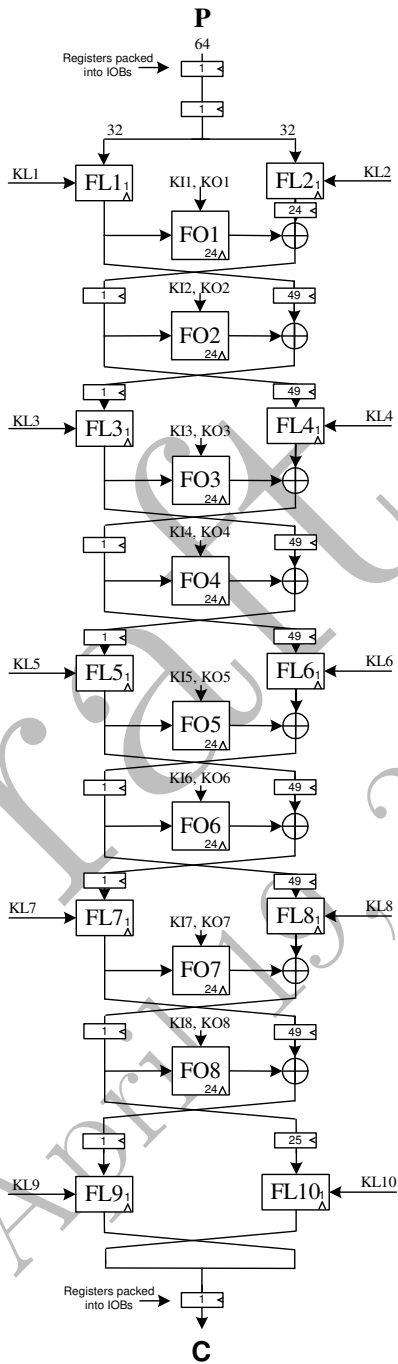 P
64
Registers packed
into IOBs
1
1
32 32
KL1 FL1 1 FL2 1 KL2
KI1, KO1 24
FO1
24
1 KI2, KO2 49
FO2
24
1 49
KL3 FL3 1 FL4 1 KL4
KI3, KO3
FO3
24
1 KI4, KO4 49
FO4
24
1 49
KL5 FL5 1 FL6 1 KL6
KI5, KO5
FO5
24
1 KI6, KO6 49
FO6
24
1 49
KL7 FL7 1 FL8 1 KL8
KI7, KO7
FO7
24
1 KI8, KO8 49
FO8
24
1 25
KL9 FL9 1 FL10 1 KL10
Registers packed
into IOBs
1
C
raft
April 19,